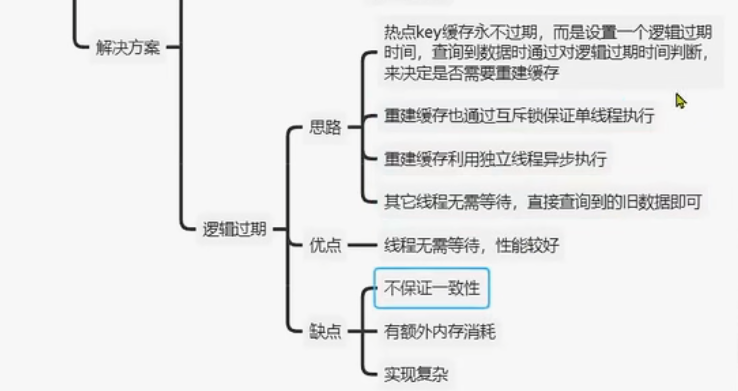 解决方案
热点key缓存永不过期，而是设置一个逻辑过期
时间，查询到数据时通过对逻辑过期时间判断，
来决定是否需要重建缓存
思路
重建缓存也通过互斥锁保证单线程执行
重建缓存利用独立线程异步执行
其它线程无需等待，直接查询到的旧数据即可
逻辑过期
优点
线程无需等待，性能较好
不保证一致性
缺点
有额外内存消耗
实现复杂